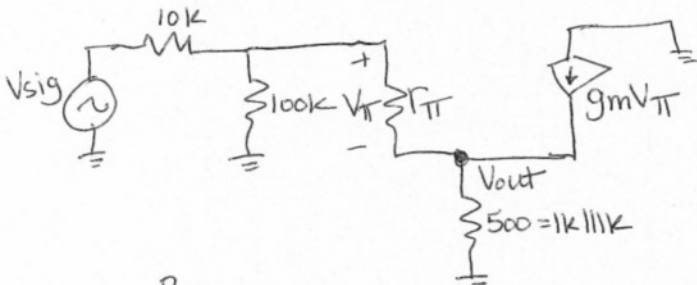 10k
Vsig
100k
+
Vπ
-
rπ
gmVπ
Vout
500 = 1k||1k